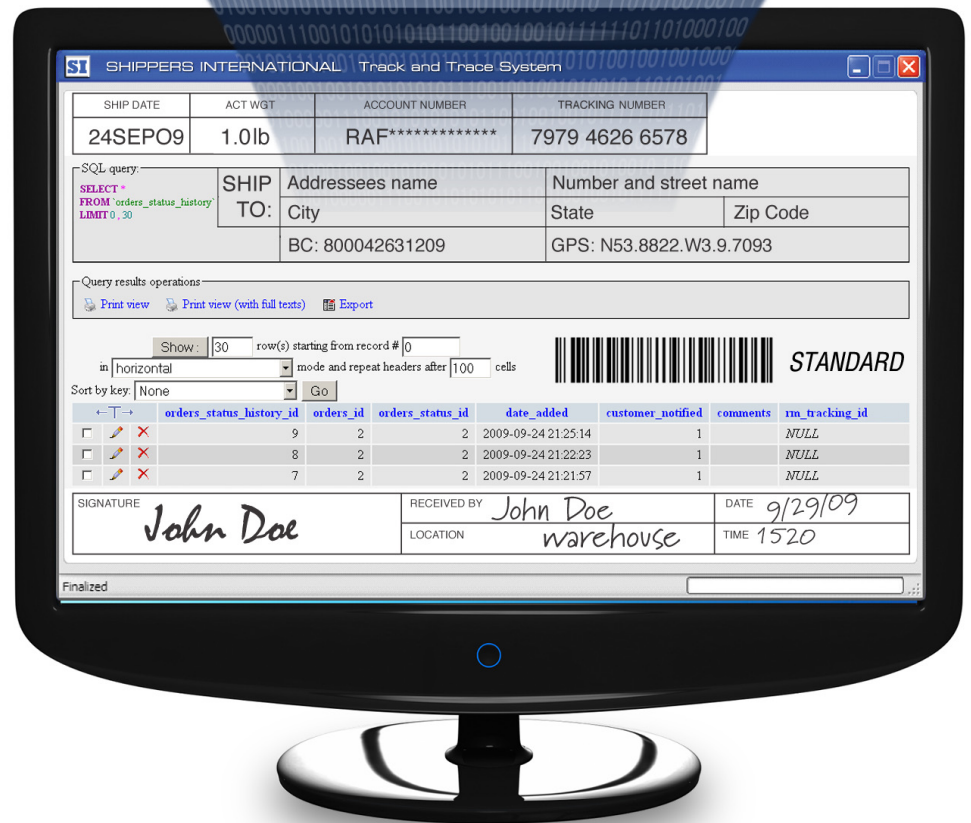 SI SHIPPERS INTERNATIONAL Track and Trace System
SHIP DATE ACT WGT ACCOUNT NUMBER TRACKING NUMBER
24SEPO9 1.0lb RAF************* 7979 4626 6578
SQL query:
SELECT *
FROM `orders_status_history`
LIMIT 0 , 30
SHIP TO:
Addressees name Number and street name
City State Zip Code
BC: 800042631209 GPS: N53.8822.W3.9.7093
Query results operations
Print view Print view (with full texts) Export
Show : 30 row(s) starting from record # 0
in horizontal mode and repeat headers after 100 cells
STANDARD
Sort by key: None Go
←T→ orders_status_history_id orders_id orders_status_id date_added customer_notified comments rm_tracking_id
9 2 2 2009-09-24 21:25:14 1 NULL
8 2 2 2009-09-24 21:22:23 1 NULL
7 2 2 2009-09-24 21:21:57 1 NULL
SIGNATURE John Doe
RECEIVED BY John Doe DATE 9/29/09
LOCATION warehouse TIME 1520
Finalized